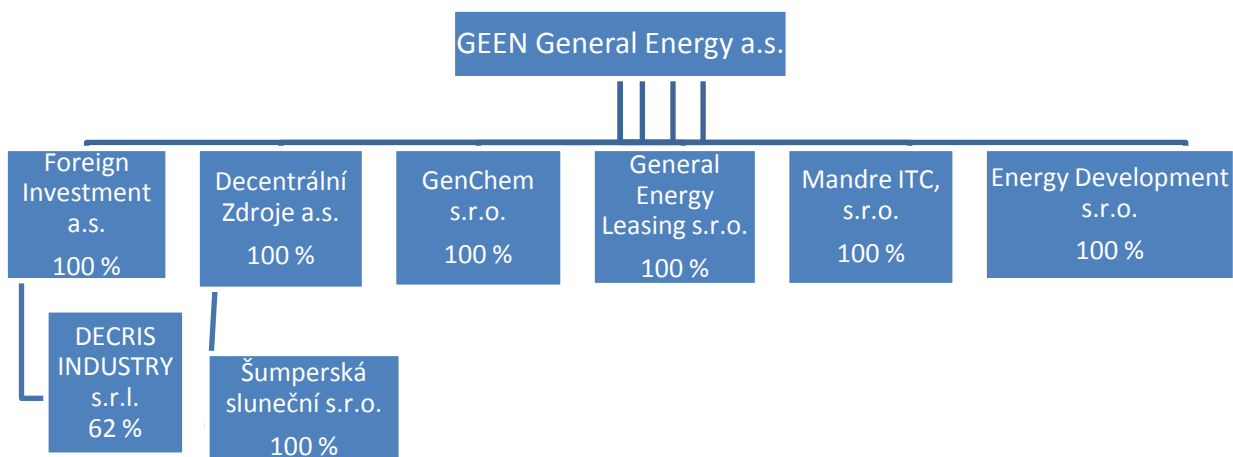 GEEN General Energy a.s.
Foreign
Investment
a.s.
100 %
Decentrální
Zdroje a.s.
100 %
GenChem
s.r.o.
100 %
General
Energy
Leasing s.r.o.
100 %
Mandre ITC,
s.r.o.
100 %
Energy Development
s.r.o.
100 %
DECRIS
INDUSTRY
s.r.l.
62 %
Šumperská
sluneční s.r.o.
100 %